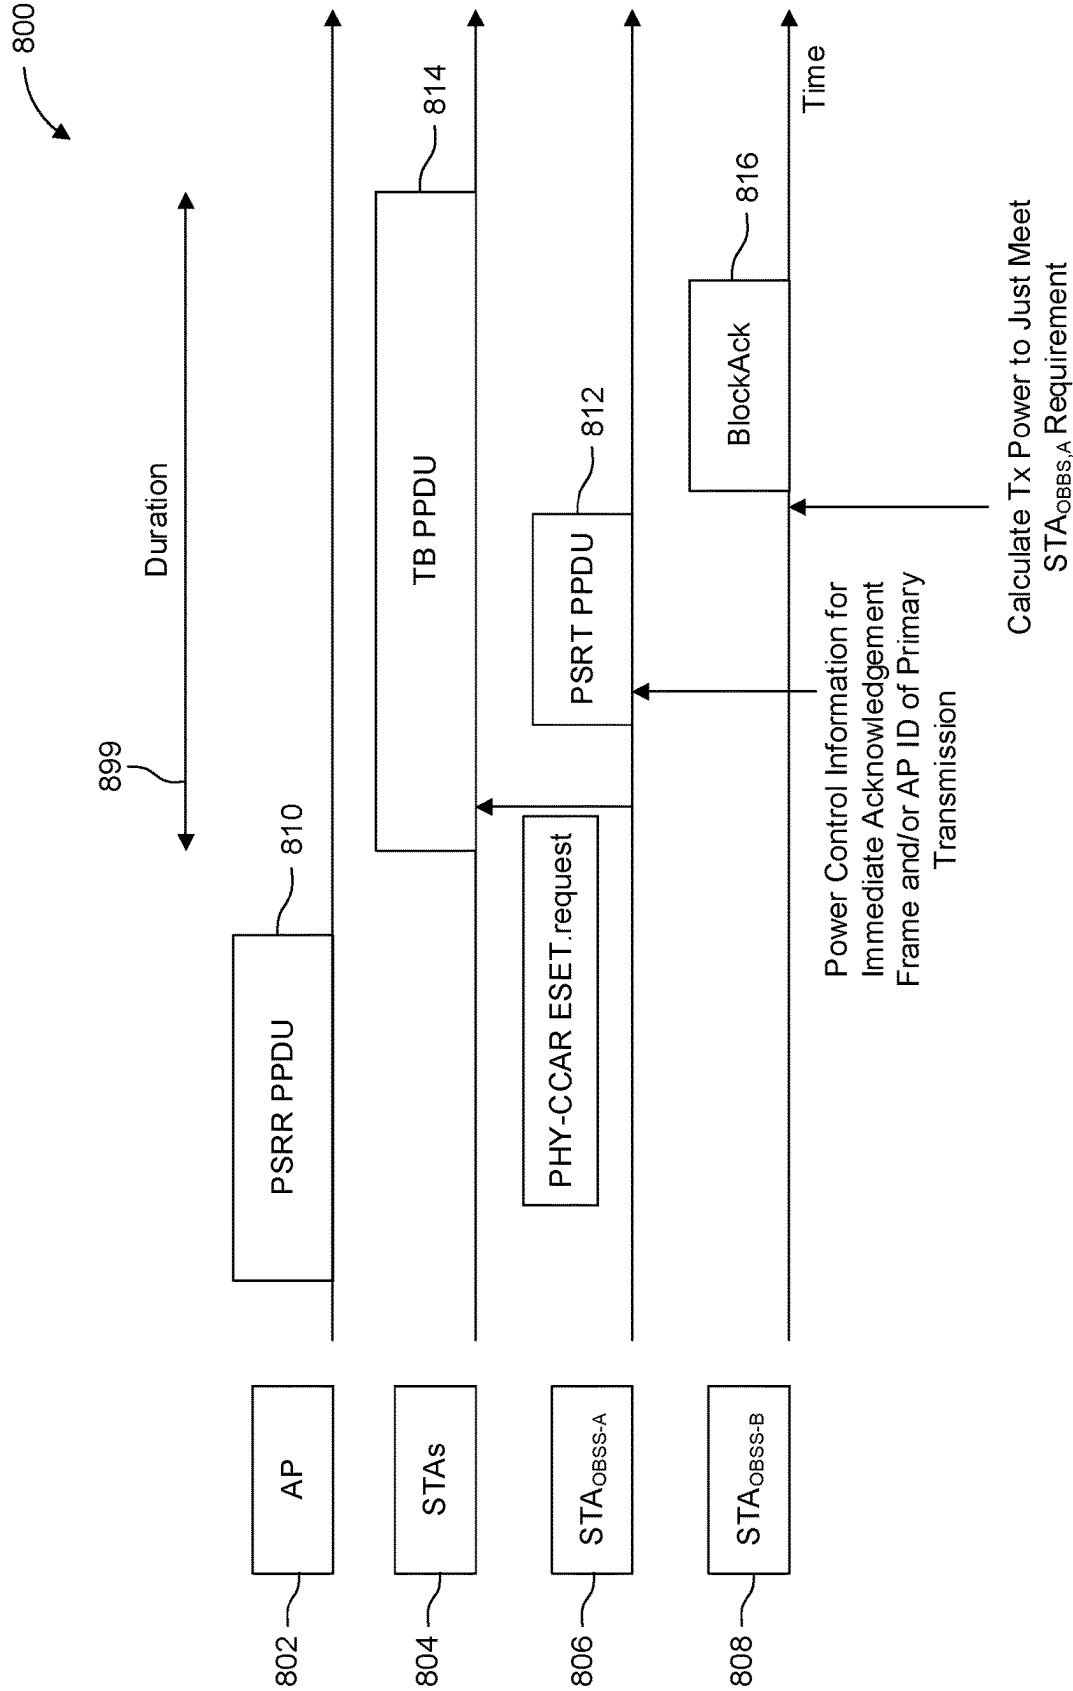 800
Duration
899
AP
802
PSRR PPDU
810
STAs
804
TB PPDU
814
STAOBSS-A
806
PHY-CCAR ESET.request
PSRT PPDU
812
STAOBSS-B
808
BlockAck
816
Time
Power Control Information for
Immediate Acknowledgement
Frame and/or AP ID of Primary
Transmission
Calculate Tx Power to Just Meet
STAOBBS,A Requirement